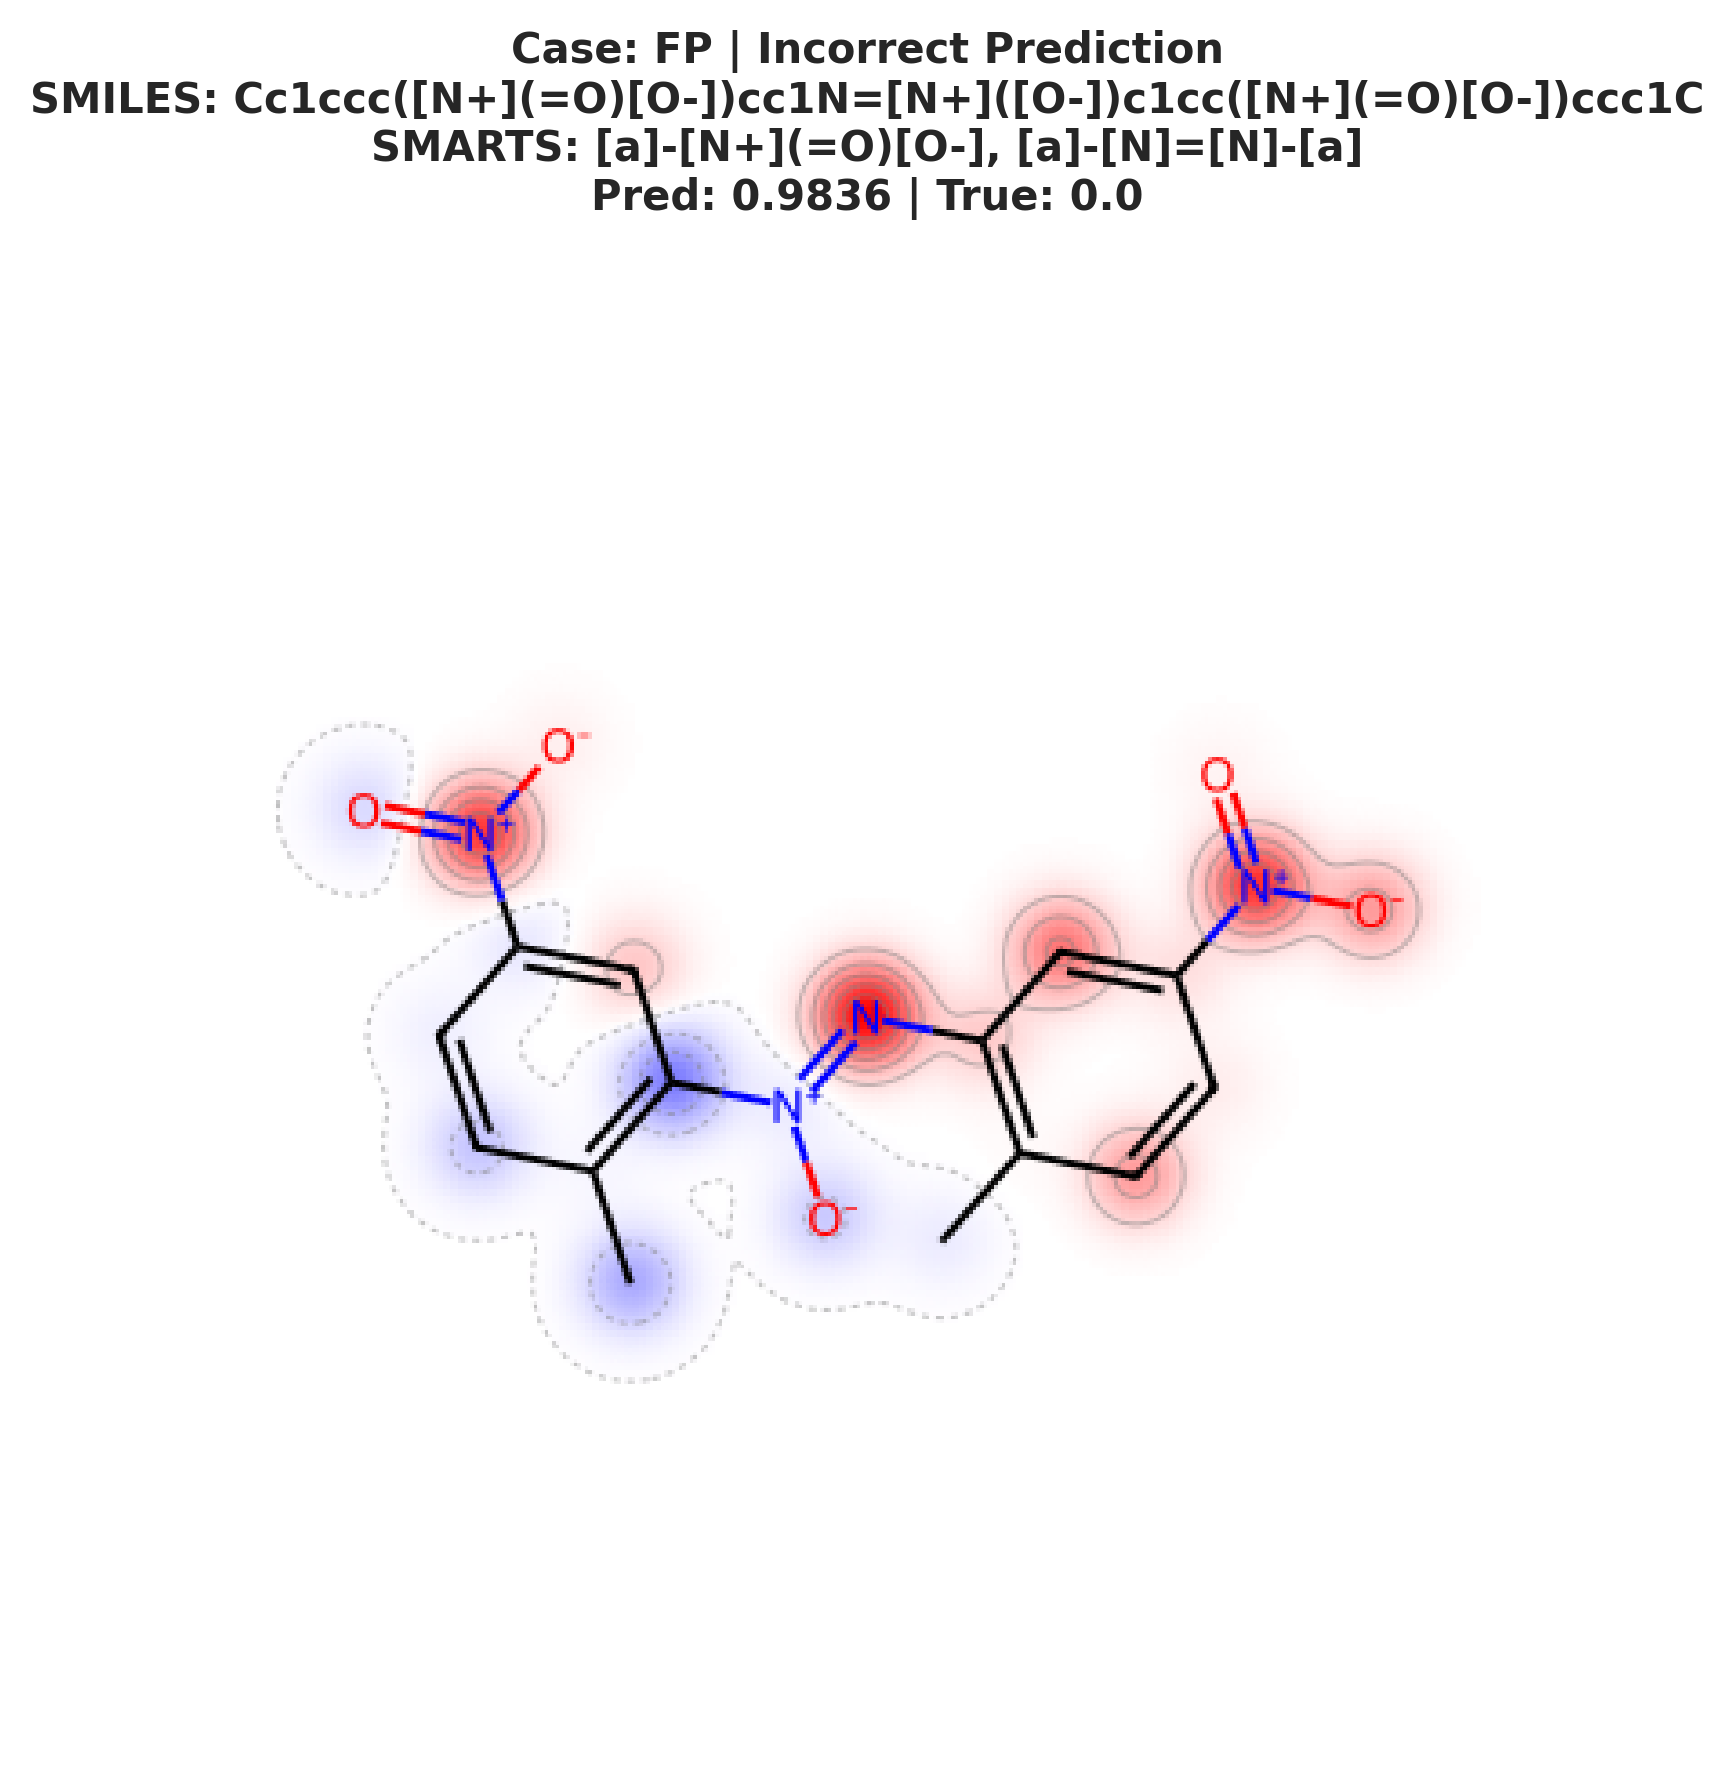 Case: FP | Incorrect Prediction
SMILES: Cc1ccc([N+](=O)[O-])cc1N=[N+]([O-])c1cc([N+](=O)[O-])ccc1C
SMARTS: [a]-[N+](=O)[O-], [a]-[N]=[N]-[a]
Pred: 0.9836 | True: 0.0
O⁻
O
N⁺
O
N⁺
O⁻
N
N⁺
O⁻